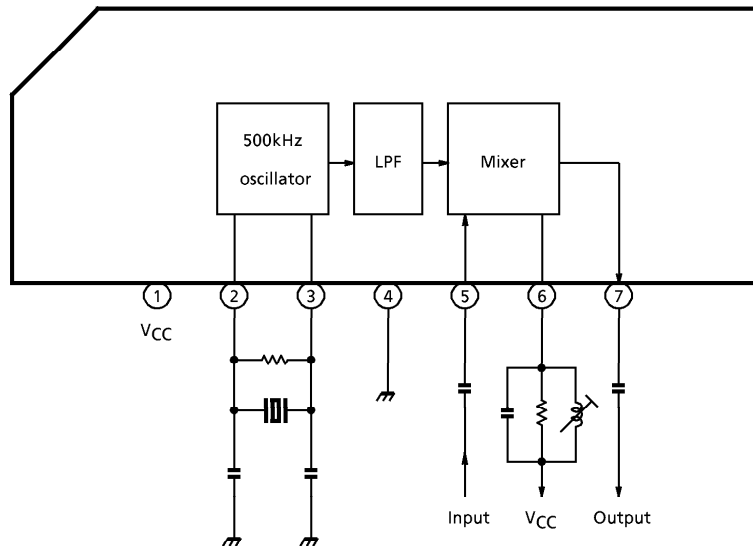 500kHz
oscillator
LPF
Mixer
1
2
3
4
5
6
7
VCC
Input
VCC
Output